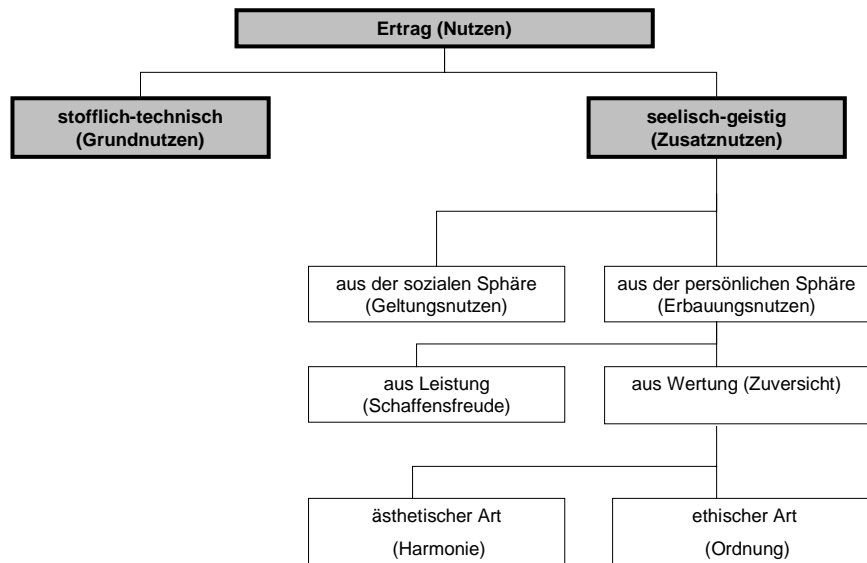 Ertrag (Nutzen)
stofflich-technisch
(Grundnutzen)
seelisch-geistig
(Zusatznutzen)
aus der sozialen Sphäre
(Geltungsnutzen)
aus der persönlichen Sphäre
(Erbauungsnutzen)
aus Leistung
(Schaffensfreude)
aus Wertung (Zuversicht)
ästhetischer Art
(Harmonie)
ethischer Art
(Ordnung)